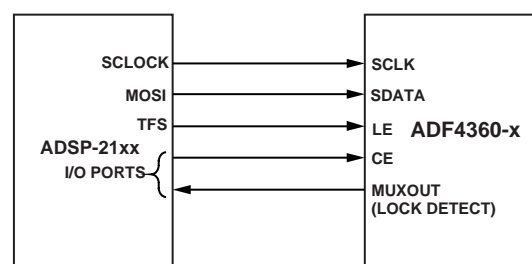 SCLOCK
MOSI
TFS
ADSP-21xx
I/O PORTS
SCLK
SDATA
LE
ADF4360-x
CE
MUXOUT
(LOCK DETECT)